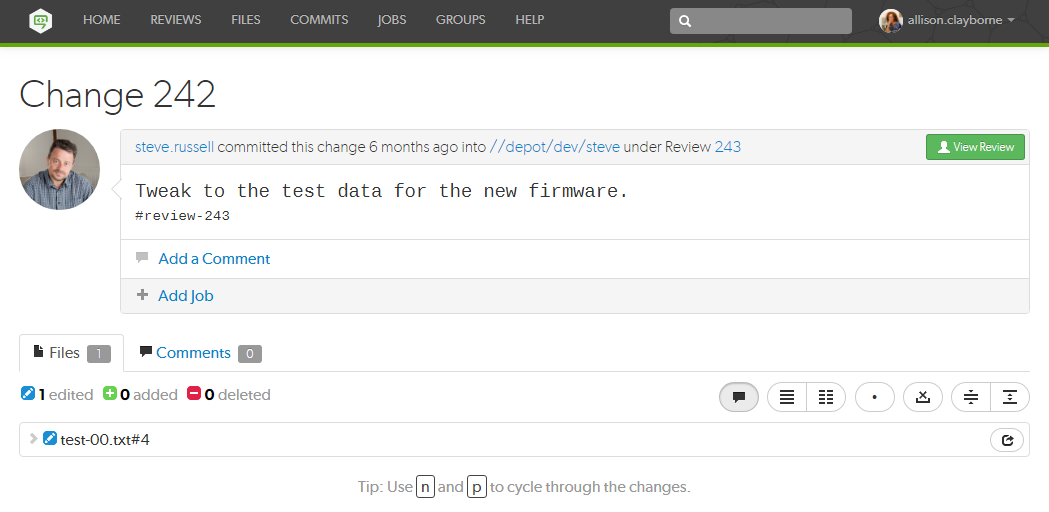 HOME REVIEWS FILES COMMITS JOBS GROUPS HELP allison.clayborne
Change 242
steve.russell committed this change 6 months ago into //depot/dev/steve under Review 243 View Review
Tweak to the test data for the new firmware.
#review-243
Add a Comment
Add Job
Files 1 Comments 0
1 edited 0 added 0 deleted
test-00.txt#4
Tip: Use n and p to cycle through the changes.